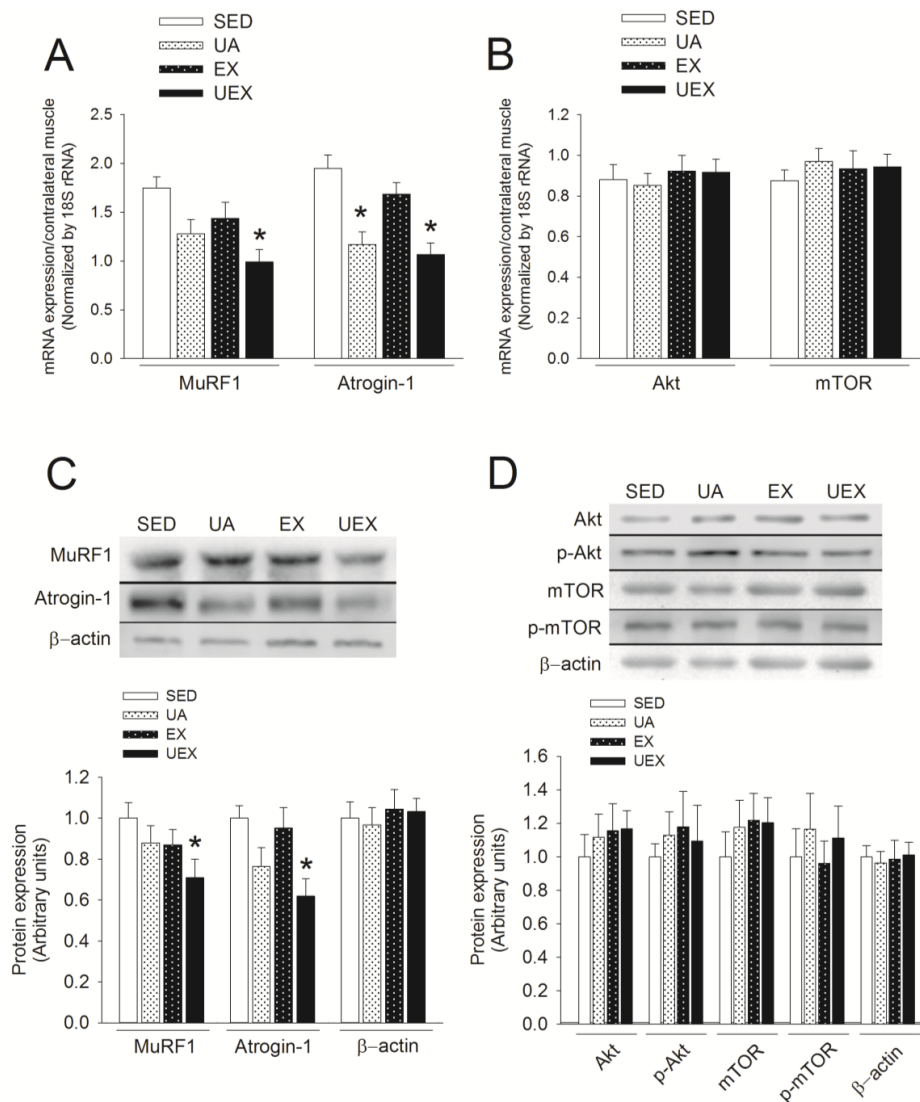 A
SED
UA
EX
UEX
mRNA expression/contralateral muscle
(Normalized by 18S rRNA)
2.5
2.0
1.5
1.0
0.5
0.0
*
*
*
MuRF1 Atrogin-1
B
SED
UA
EX
UEX
mRNA expression/contralateral muscle
(Normalized by 18S rRNA)
1.2
1.0
0.8
0.6
0.4
0.2
0.0
Akt mTOR
C
SED UA EX UEX
MuRF1
Atrogin-1
β−actin
SED
UA
EX
UEX
Protein expression
(Arbitrary units)
1.2
1.0
0.8
0.6
0.4
0.2
0.0
*
*
MuRF1 Atrogin-1 β−actin
D
SED UA EX UEX
Akt
p-Akt
mTOR
p-mTOR
β−actin
SED
UA
EX
UEX
Protein expression
(Arbitrary units)
1.6
1.4
1.2
1.0
0.8
0.6
0.4
0.2
0.0
Akt p-Akt mTOR p-mTOR β−actin